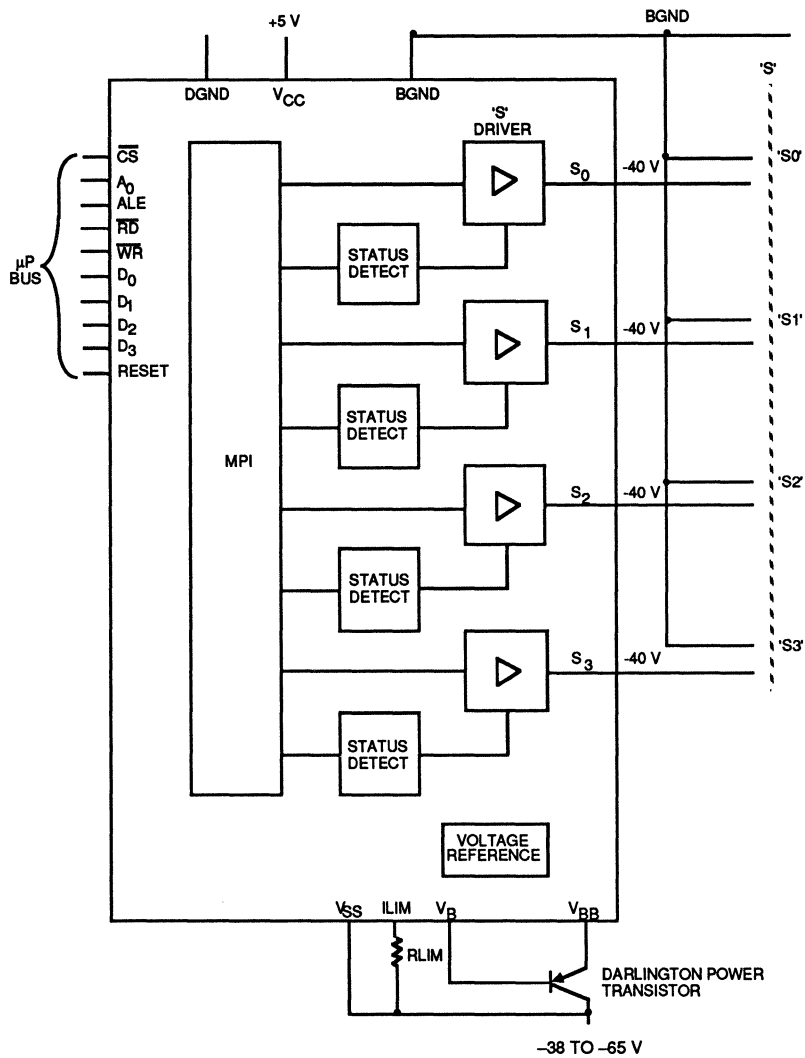 BGND
+5 V
'S'
DGND
VCC
BGND
'S'
DRIVER
μP
BUS
CS
A0
ALE
RD
WR
D0
D1
D2
D3
RESET
MPI
STATUS
DETECT
S0
-40 V
'S0'
STATUS
DETECT
S1
-40 V
'S1'
STATUS
DETECT
S2
-40 V
'S2'
STATUS
DETECT
S3
-40 V
'S3'
VOLTAGE
REFERENCE
VSS
ILIM
VB
VBB
RLIM
DARLINGTON POWER
TRANSISTOR
–38 TO –65 V